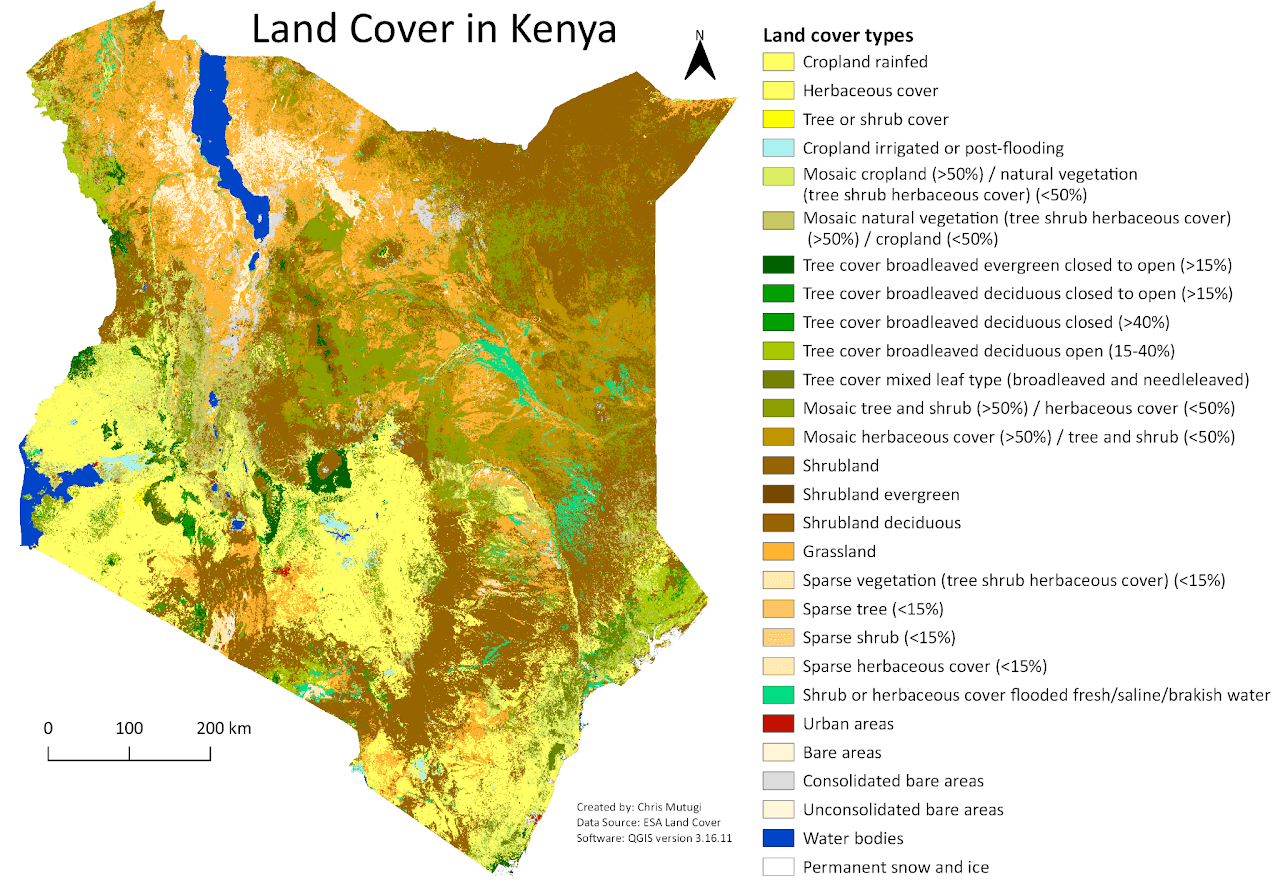 Land Cover in Kenya
N
Land cover types
Cropland rainfed
Herbaceous cover
Tree or shrub cover
Cropland irrigated or post-flooding
Mosaic cropland (>50%) / natural vegetation
(tree shrub herbaceous cover) (<50%)
Mosaic natural vegetation (tree shrub herbaceous cover)
(>50%) / cropland (<50%)
Tree cover broadleaved evergreen closed to open (>15%)
Tree cover broadleaved deciduous closed to open (>15%)
Tree cover broadleaved deciduous closed (>40%)
Tree cover broadleaved deciduous open (15-40%)
Tree cover mixed leaf type (broadleaved and needleleaved)
Mosaic tree and shrub (>50%) / herbaceous cover (<50%)
Mosaic herbaceous cover (>50%) / tree and shrub (<50%)
Shrubland
Shrubland evergreen
Shrubland deciduous
Grassland
Sparse vegetation (tree shrub herbaceous cover) (<15%)
Sparse tree (<15%)
Sparse shrub (<15%)
Sparse herbaceous cover (<15%)
Shrub or herbaceous cover flooded fresh/saline/brakish water
Urban areas
Bare areas
Consolidated bare areas
Unconsolidated bare areas
Water bodies
Permanent snow and ice
0 100 200 km
Created by: Chris Mutugi
Data Source: ESA Land Cover
Software: QGIS version 3.16.11